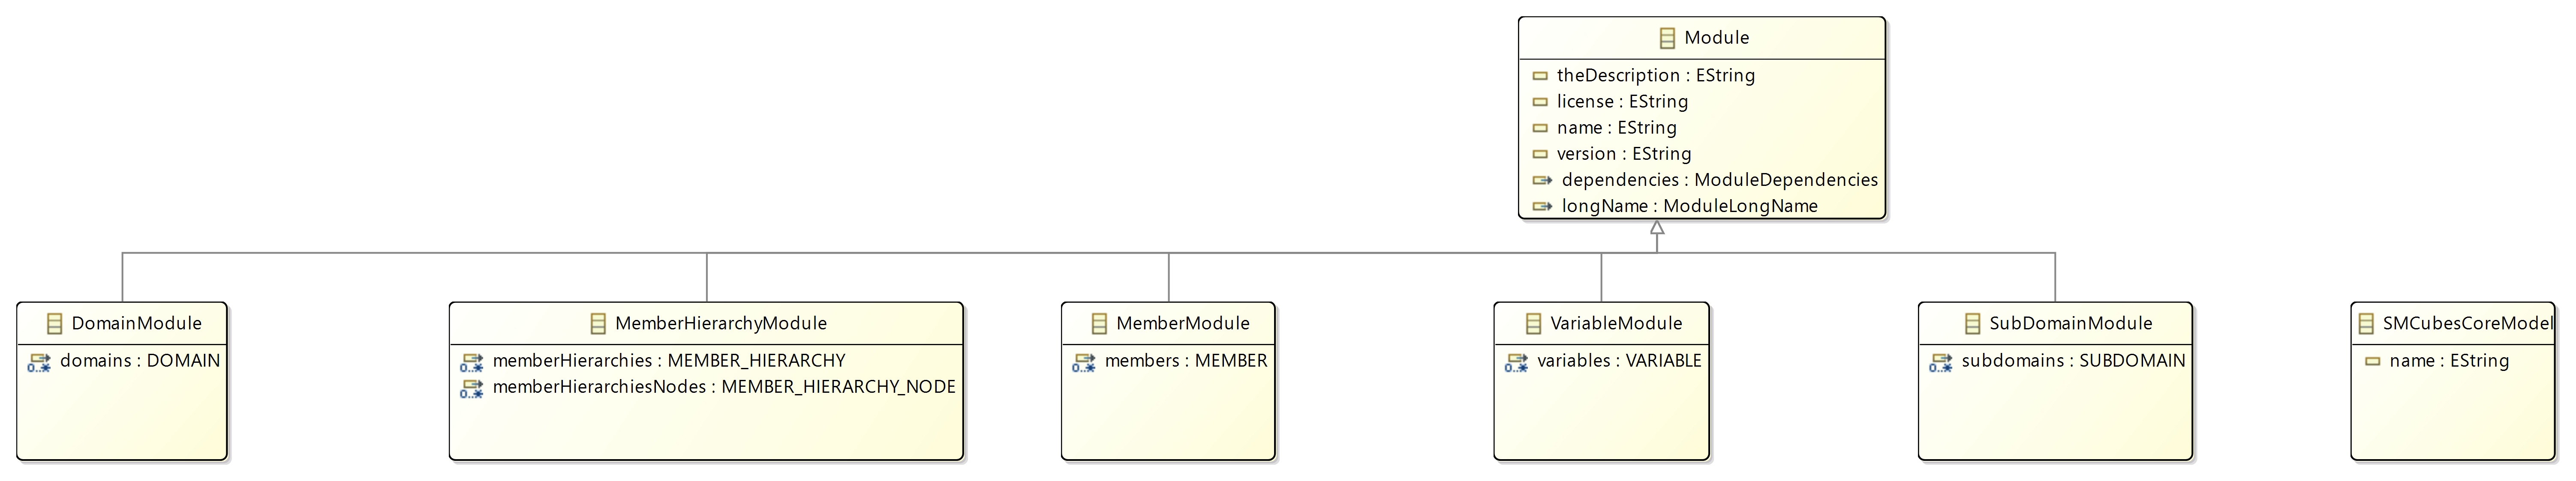 Module
theDescription : EString
license : EString
name : EString
version : EString
dependencies : ModuleDependencies
longName : ModuleLongName
DomainModule
0..*
domains : DOMAIN
MemberHierarchyModule
0..*
memberHierarchies : MEMBER_HIERARCHY
0..*
memberHierarchiesNodes : MEMBER_HIERARCHY_NODE
MemberModule
0..*
members : MEMBER
VariableModule
0..*
variables : VARIABLE
SubDomainModule
0..*
subdomains : SUBDOMAIN
SMCubesCoreModel
name : EString